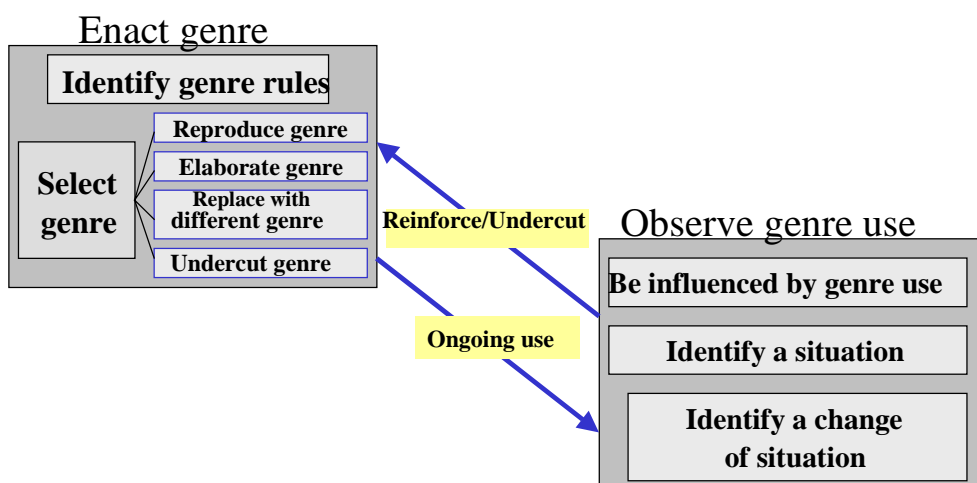 Enact genre
Identify genre rules
Select
genre
Reproduce genre
Elaborate genre
Replace with
different genre
Undercut genre
Reinforce/Undercut
Ongoing use
Observe genre use
Be influenced by genre use
Identify a situation
Identify a change
of situation